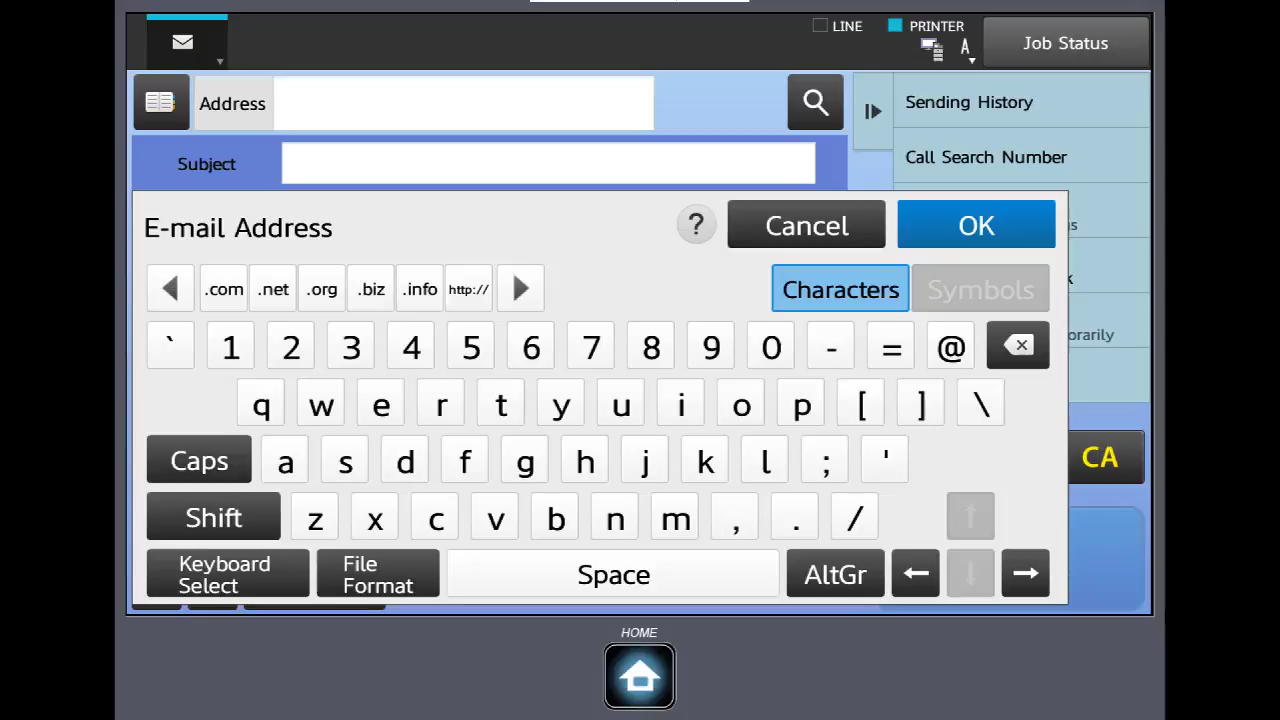 LINE PRINTER
A
Job Status
Address
Sending History
Subject
Call Search Number
E-mail Address ? Cancel OK
.com .net .org .biz .info http:// Characters Symbols
orarily
` 1 2 3 4 5 6 7 8 9 0 - = @
q w e r t y u i o p [ ] \
Caps a s d f g h j k l ; '
CA
Shift z x c v b n m , . /
Keyboard Select
File Format
Space
AltGr
HOME